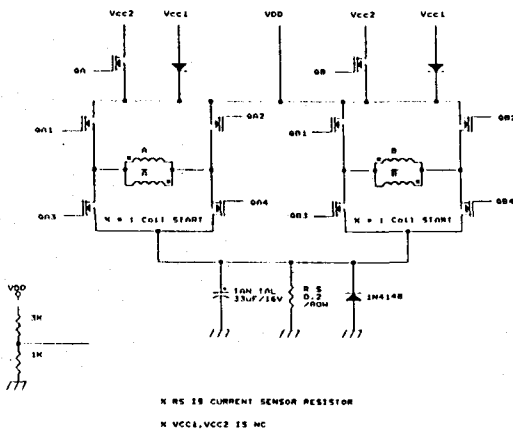 Vcc2 Vcc1 VDD Vcc2 Vcc1
QA QB
QA1 QA2 QB1 QB2
A B
A B
QA3 QA4 QB3 QB4
% * : Coil START % * : Coil START
TAN TAL
33uF/16V
R S
0.2
1N4148
VDD
3K
1K
% RS IS CURRENT SENSOR RESISTOR
% VCC1,VCC2 IS NC